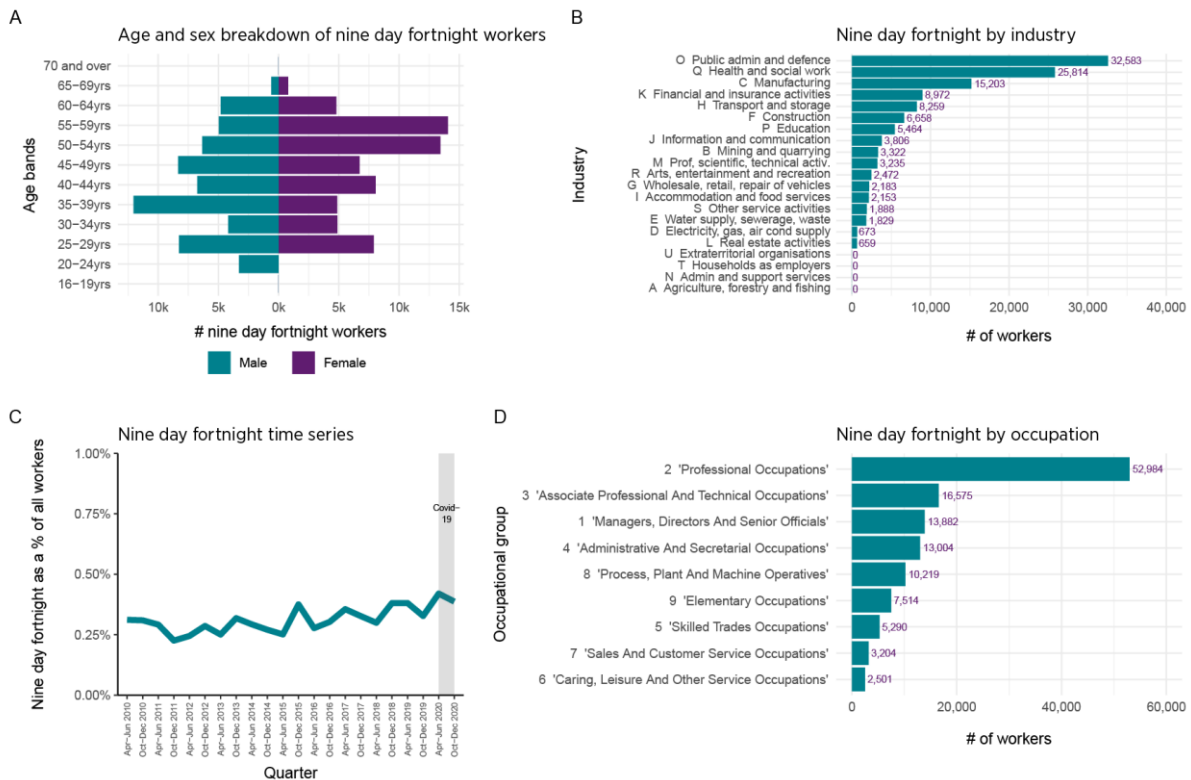 A
Age and sex breakdown of nine day fortnight workers
Age bands
70 and over
65–69yrs
60–64yrs
55–59yrs
50–54yrs
45–49yrs
40–44yrs
35–39yrs
30–34yrs
25–29yrs
20–24yrs
16–19yrs
10k 5k 0k 5k 10k 15k
# nine day fortnight workers
Male Female
B
Nine day fortnight by industry
Industry
O Public admin and defence 32,583
Q Health and social work 25,814
C Manufacturing 15,203
K Financial and insurance activities 8,972
H Transport and storage 8,259
F Construction 6,658
P Education 5,464
J Information and communication 3,806
B Mining and quarrying 3,322
M Prof, scientific, technical activ. 3,235
R Arts, entertainment and recreation 2,472
G Wholesale, retail, repair of vehicles 2,183
I Accommodation and food services 2,153
S Other service activities 1,888
E Water supply, sewerage, waste 1,829
D Electricity, gas, air cond supply 673
L Real estate activities 659
U Extraterritorial organisations 0
T Households as employers 0
N Admin and support services 0
A Agriculture, forestry and fishing 0
0 10,000 20,000 30,000 40,000
# of workers
C
Nine day fortnight time series
Nine day fortnight as a % of all workers
1.00%
0.75%
0.50%
0.25%
0.00%
Covid–
19
Apr–Jun 2010
Oct–Dec 2010
Apr–Jun 2011
Oct–Dec 2011
Apr–Jun 2012
Oct–Dec 2012
Apr–Jun 2013
Oct–Dec 2013
Apr–Jun 2014
Oct–Dec 2014
Apr–Jun 2015
Oct–Dec 2015
Apr–Jun 2016
Oct–Dec 2016
Apr–Jun 2017
Oct–Dec 2017
Apr–Jun 2018
Oct–Dec 2018
Apr–Jun 2019
Oct–Dec 2019
Apr–Jun 2020
Oct–Dec 2020
Quarter
D
Nine day fortnight by occupation
Occupational group
2 'Professional Occupations' 52,984
3 'Associate Professional And Technical Occupations' 16,575
1 'Managers, Directors And Senior Officials' 13,882
4 'Administrative And Secretarial Occupations' 13,004
8 'Process, Plant And Machine Operatives' 10,219
9 'Elementary Occupations' 7,514
5 'Skilled Trades Occupations' 5,290
7 'Sales And Customer Service Occupations' 3,204
6 'Caring, Leisure And Other Service Occupations' 2,501
0 20,000 40,000 60,000
# of workers